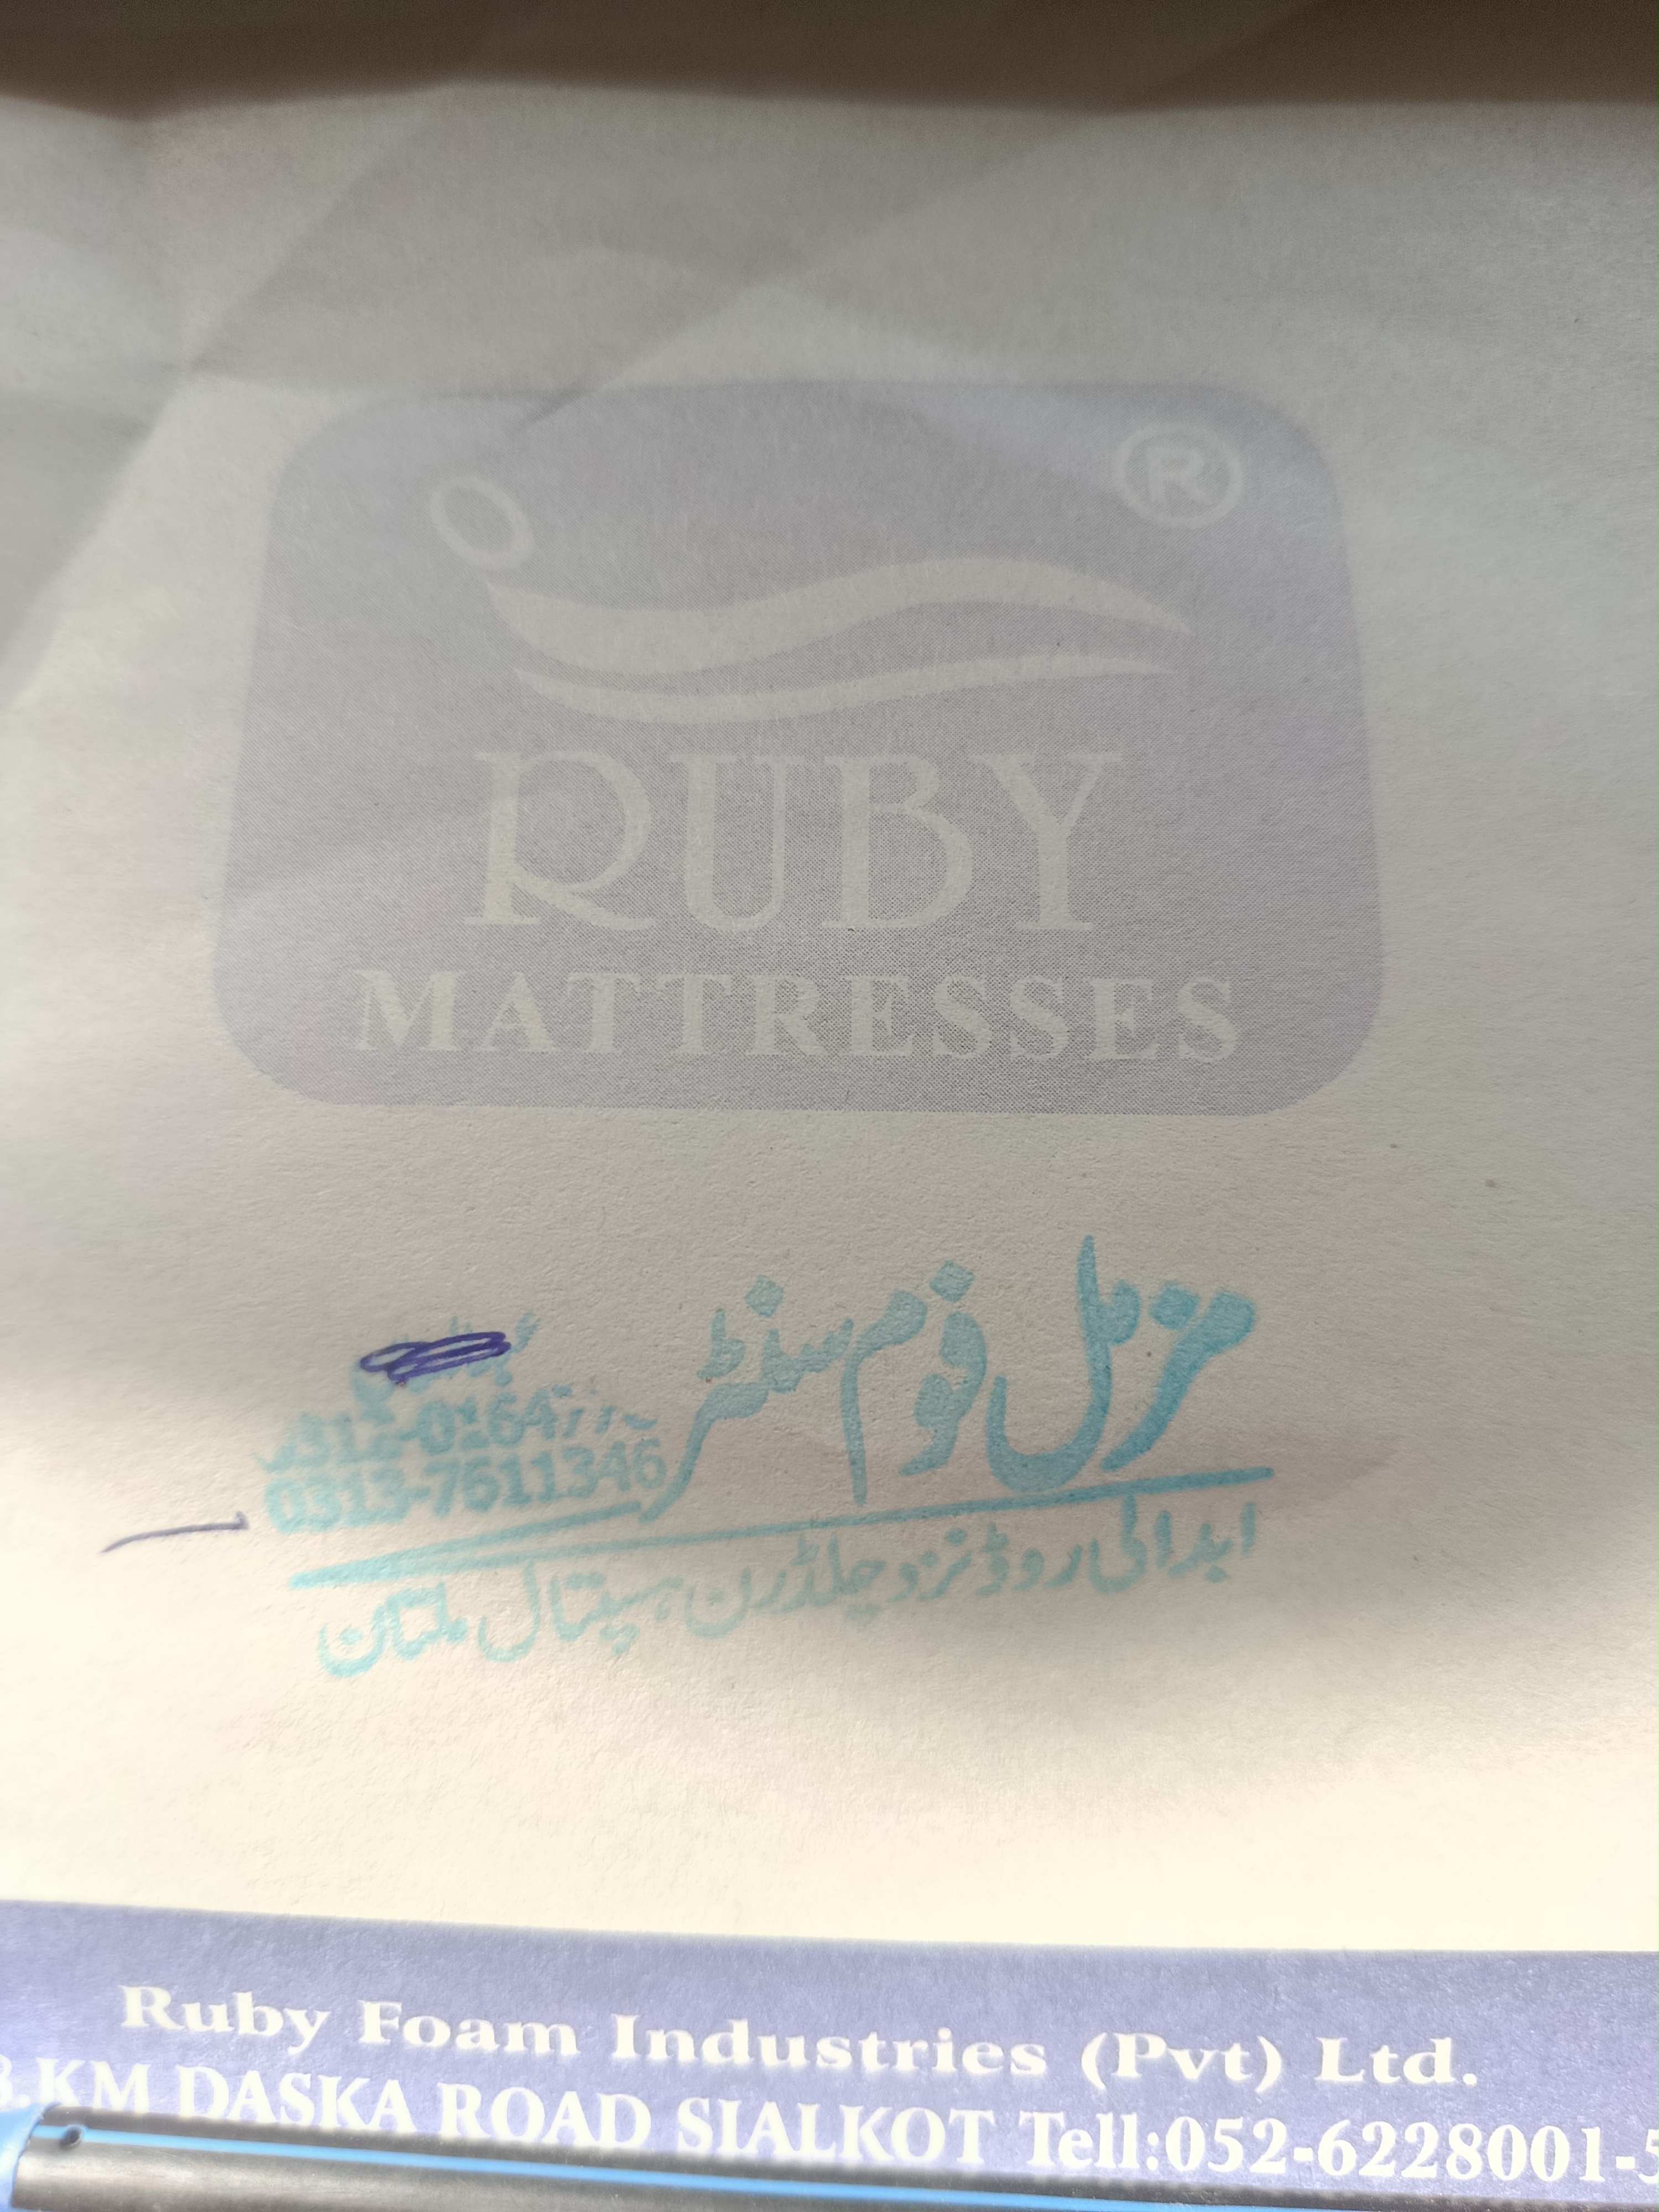 ®
RUBY
MATTRESSES
مزمل فوم سنٹر
0313-7611346
ابدالی روڈ نزد چلڈرن ہسپتال ملتان
Ruby Foam Industries (Pvt) Ltd.
.KM DASKA ROAD SIALKOT Tell:052-6228001-5